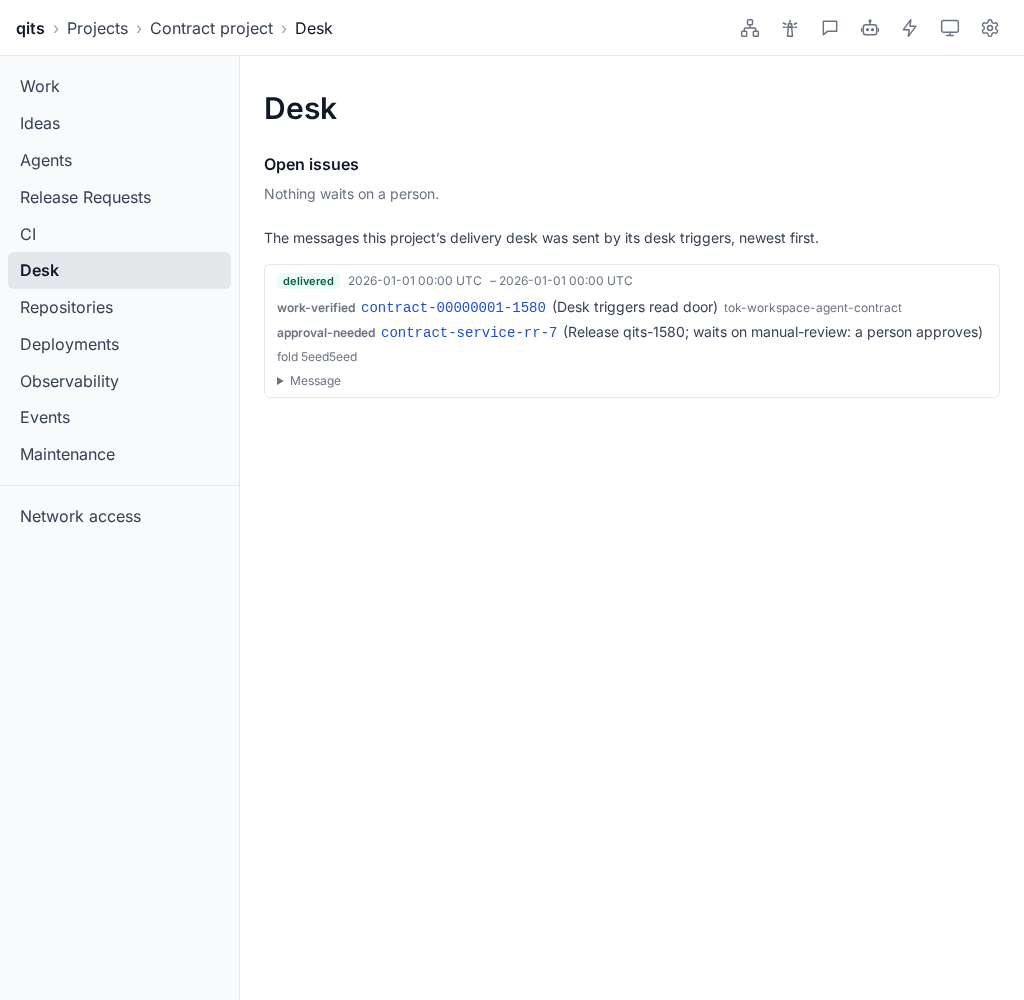 qits › Projects › Contract project › Desk
Work
Ideas
Agents
Release Requests
CI
Desk
Repositories
Deployments
Observability
Events
Maintenance
Network access
Desk
Open issues
Nothing waits on a person.
The messages this project’s delivery desk was sent by its desk triggers, newest first.
delivered 2026-01-01 00:00 UTC – 2026-01-01 00:00 UTC
work-verified contract-00000001-1580 (Desk triggers read door) tok-workspace-agent-contract
approval-needed contract-service-rr-7 (Release qits-1580; waits on manual-review: a person approves)
fold 5eed5eed
Message